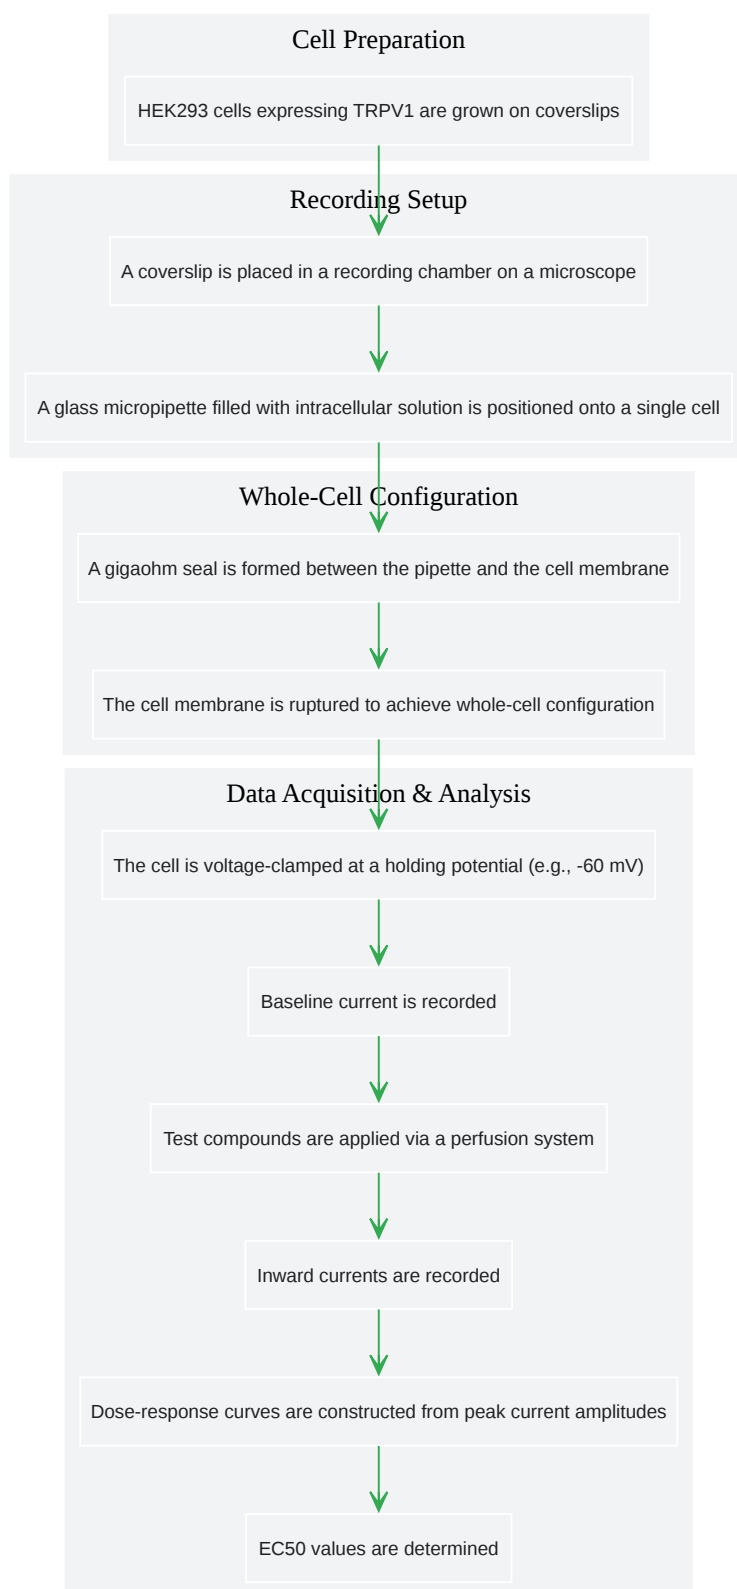 Cell Preparation
HEK293 cells expressing TRPV1 are grown on coverslips
Recording Setup
A coverslip is placed in a recording chamber on a microscope
A glass micropipette filled with intracellular solution is positioned onto a single cell
Whole-Cell Configuration
A gigaohm seal is formed between the pipette and the cell membrane
The cell membrane is ruptured to achieve whole-cell configuration
Data Acquisition & Analysis
The cell is voltage-clamped at a holding potential (e.g., -60 mV)
Baseline current is recorded
Test compounds are applied via a perfusion system
Inward currents are recorded
Dose-response curves are constructed from peak current amplitudes
EC50 values are determined